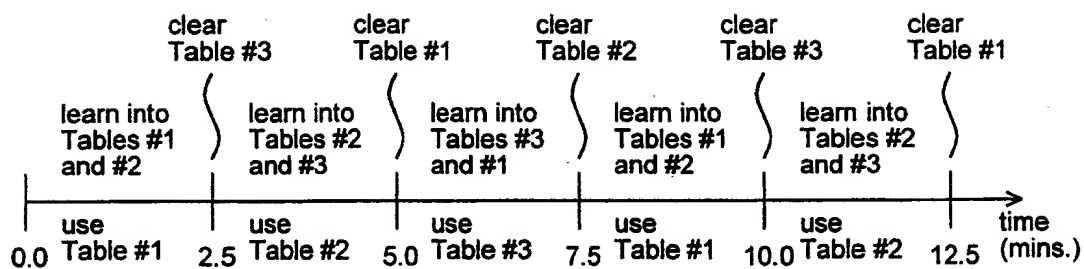 clear
Table #3
clear
Table #1
clear
Table #2
clear
Table #3
clear
Table #1
learn into
Tables #1
and #2
learn into
Tables #2
and #3
learn into
Tables #3
and #1
learn into
Tables #1
and #2
learn into
Tables #2
and #3
use
Table #1
use
Table #2
use
Table #3
use
Table #1
use
Table #2
time
(mins.)
0.0
2.5
5.0
7.5
10.0
12.5